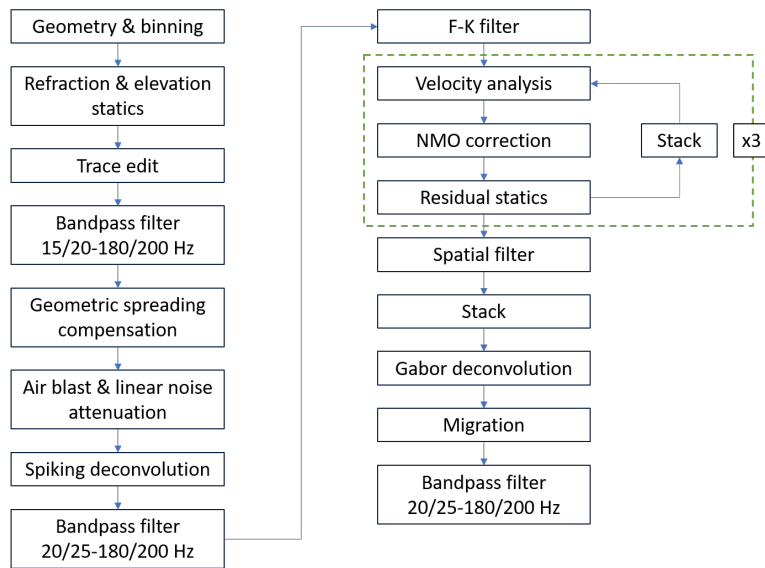 Geometry & binning
Refraction & elevation
statics
Trace edit
Bandpass filter
15/20-180/200 Hz
Geometric spreading
compensation
Air blast & linear noise
attenuation
Spiking deconvolution
Bandpass filter
20/25-180/200 Hz
F-K filter
Velocity analysis
NMO correction
Residual statics
Stack
x3
Spatial filter
Stack
Gabor deconvolution
Migration
Bandpass filter
20/25-180/200 Hz